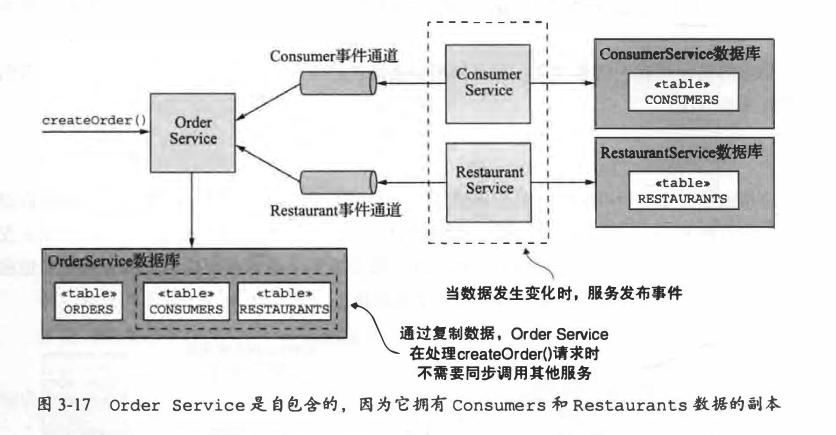 Consumer事件通道
Consumer
Service
ConsumerService数据库
«table»
CONSUMERS
createOrder()
Order
Service
Restaurant事件通道
Restaurant
Service
RestaurantService数据库
«table»
RESTAURANTS
OrderService数据库
«table»
ORDERS
«table»
CONSUMERS
«table»
RESTAURANTS
当数据发生变化时，服务发布事件
通过复制数据，Order Service
在处理createOrder()请求时
不需要同步调用其他服务
图 3-17 Order Service是自包含的，因为它拥有 Consumers 和 Restaurants 数据的副本